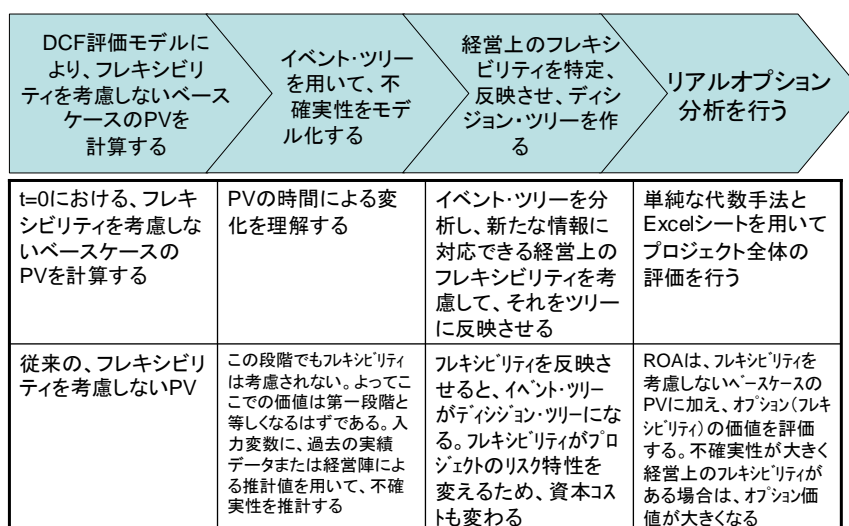 DCF評価モデルに
より、フレキシビリ
ティを考慮しないベース
ケースのPVを
計算する
イベント・ツリー
を用いて、不
確実性をモデ
ル化する
経営上のフレキシ
ビリティを特定、
反映させ、ディシ
ジョン・ツリーを作
る
リアルオプション
分析を行う
t=0における、フレキ
シビリティを考慮しな
いベースケースの
PVを計算する
PVの時間による変
化を理解する
イベント・ツリーを分
析し、新たな情報に
対応できる経営上の
フレキシビリティを考
慮して、それをツリー
に反映させる
単純な代数手法と
Excelシートを用いて
プロジェクト全体の
評価を行う
従来の、フレキシビリ
ティを考慮しないPV
この段階でもフレキシビリティ
は考慮されない。よってこ
こでの価値は第一段階と
等しくなるはずである。入
力変数に、過去の実績
データまたは経営陣によ
る推計値を用いて、不確
実性を推計する
フレキシビリティを反映さ
せると、イベント・ツリー
がディシジョン・ツリーにな
る。フレキシビリティがプロ
ジェクトのリスク特性を
変えるため、資本コス
トも変わる
ROAは、フレキシビリティを
考慮しないベースケースの
PVに加え、オプション(フレキ
シビリティ)の価値を評価
する。不確実性が大きく
経営上のフレキシビリティが
ある場合は、オプション価
値が大きくなる